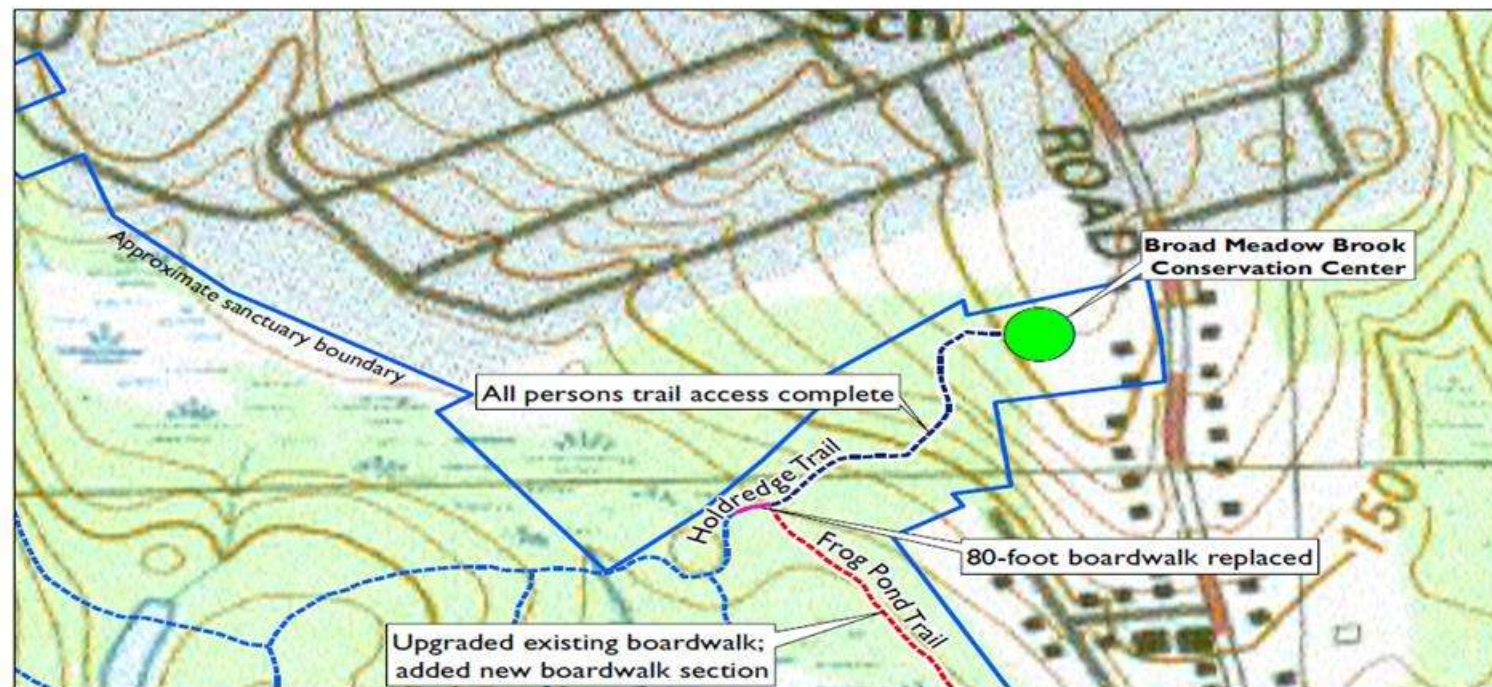 Sch
ROAD
Broad Meadow Brook
Conservation Center
Approximate sanctuary boundary
All persons trail access complete
Holdredge Trail
150
Frog Pond Trail
80-foot boardwalk replaced
Upgraded existing boardwalk;
added new boardwalk section